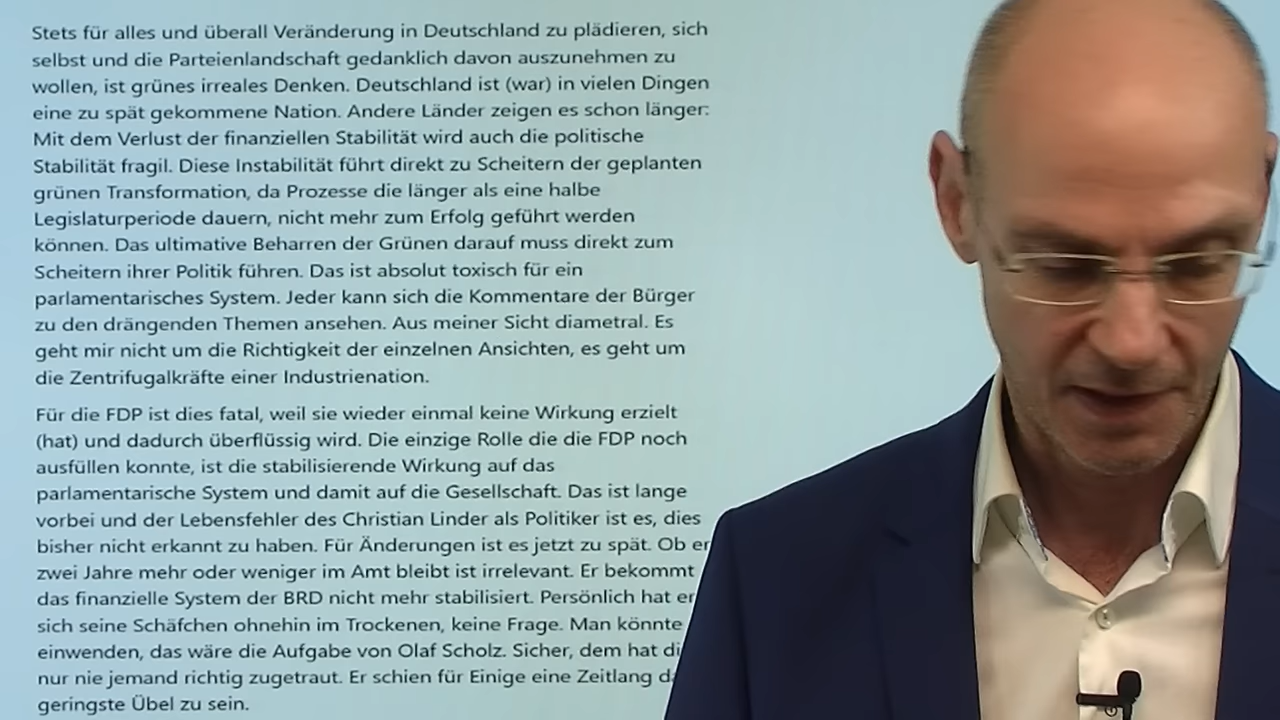 Stets für alles und überall Veränderung in Deutschland zu plädieren, sich
selbst und die Parteienlandschaft gedanklich davon auszunehmen zu
wollen, ist grünes irreales Denken. Deutschland ist (war) in vielen Dingen
eine zu spät gekommene Nation. Andere Länder zeigen es schon länger:
Mit dem Verlust der finanziellen Stabilität wird auch die politische
Stabilität fragil. Diese Instabilität führt direkt zu Scheitern der geplanten
grünen Transformation, da Prozesse die länger als eine halbe
Legislaturperiode dauern, nicht mehr zum Erfolg geführt werden
können. Das ultimative Beharren der Grünen darauf muss direkt zum
Scheitern ihrer Politik führen. Das ist absolut toxisch für ein
parlamentarisches System. Jeder kann sich die Kommentare der Bürger
zu den drängenden Themen ansehen. Aus meiner Sicht diametral. Es
geht mir nicht um die Richtigkeit der einzelnen Ansichten, es geht um
die Zentrifugalkräfte einer Industrienation.
Für die FDP ist dies fatal, weil sie wieder einmal keine Wirkung erzielt
(hat) und dadurch überflüssig wird. Die einzige Rolle die die FDP noch
ausfüllen konnte, ist die stabilisierende Wirkung auf das
parlamentarische System und damit auf die Gesellschaft. Das ist lange
vorbei und der Lebensfehler des Christian Linder als Politiker ist es, dies
bisher nicht erkannt zu haben. Für Änderungen ist es jetzt zu spät. Ob er
zwei Jahre mehr oder weniger im Amt bleibt ist irrelevant. Er bekommt
das finanzielle System der BRD nicht mehr stabilisiert. Persönlich hat er
sich seine Schäfchen ohnehin im Trockenen, keine Frage. Man könnte
einwenden, das wäre die Aufgabe von Olaf Scholz. Sicher, dem hat
nur nie jemand richtig zugetraut. Er schien für Einige eine Zeitlang
geringste Übel zu sein.